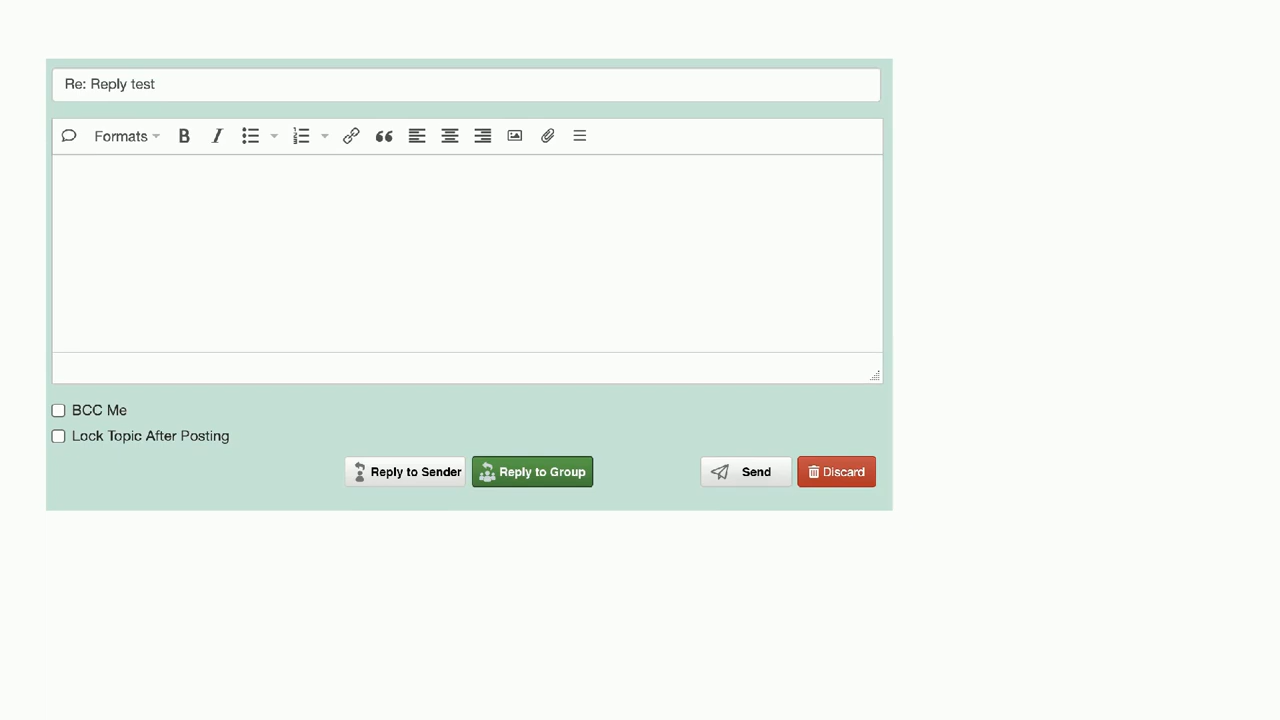 Re: Reply test
Formats
BCC Me
Lock Topic After Posting
Reply to Sender Reply to Group Send Discard